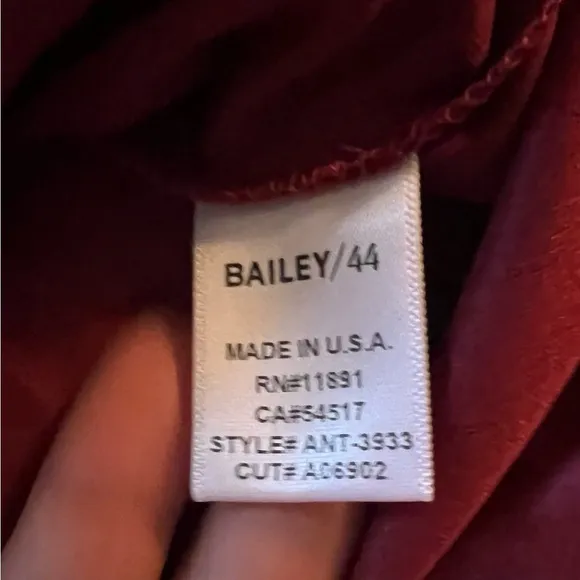 BAILEY/44
MADE IN U.S.A.
RN#11891
CA#54517
STYLE# ANT-3933
CUT# A06902